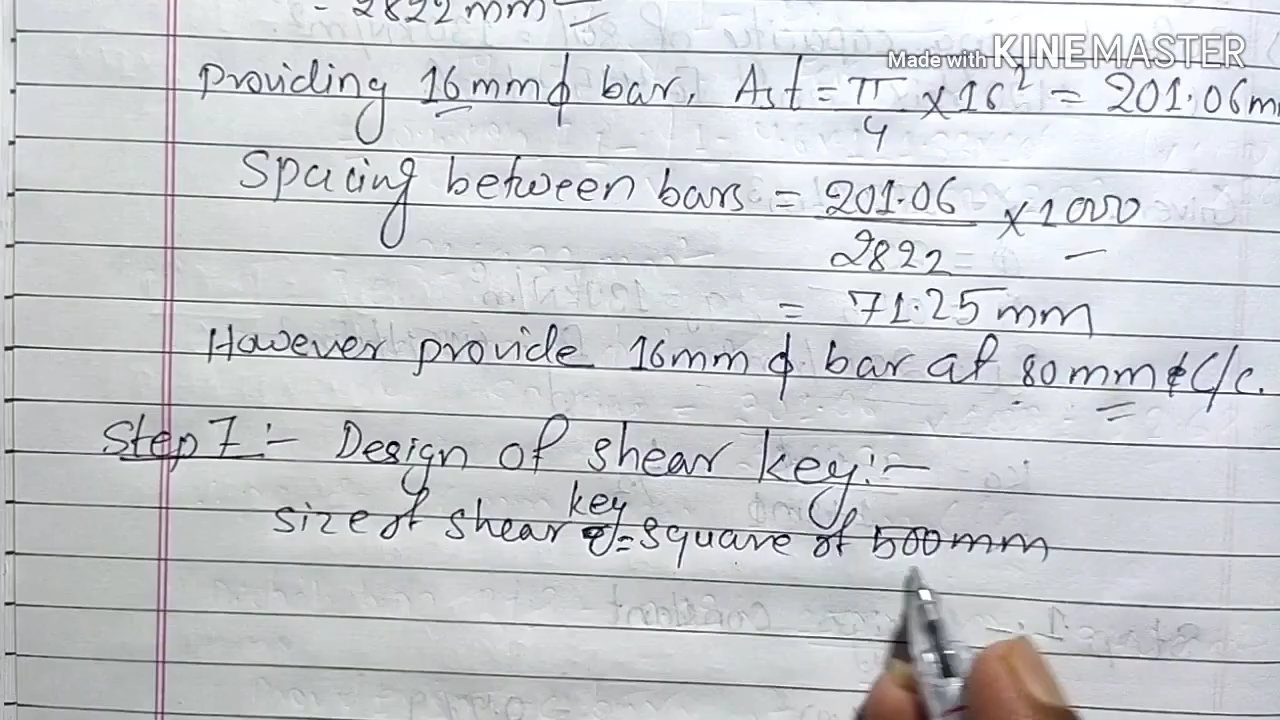 = 2822 mm
Made with KINEMASTER
Providing 16mm ϕ bar, Ast = π/4 × 16² = 201.06 m
Spacing between bars = 201.06/2822 × 1000
= 71.25 mm
However provide 16mm ϕ bar at 80mm C/c.
Step 7 :- Design of shear key :-
size of shear key = square of 500mm